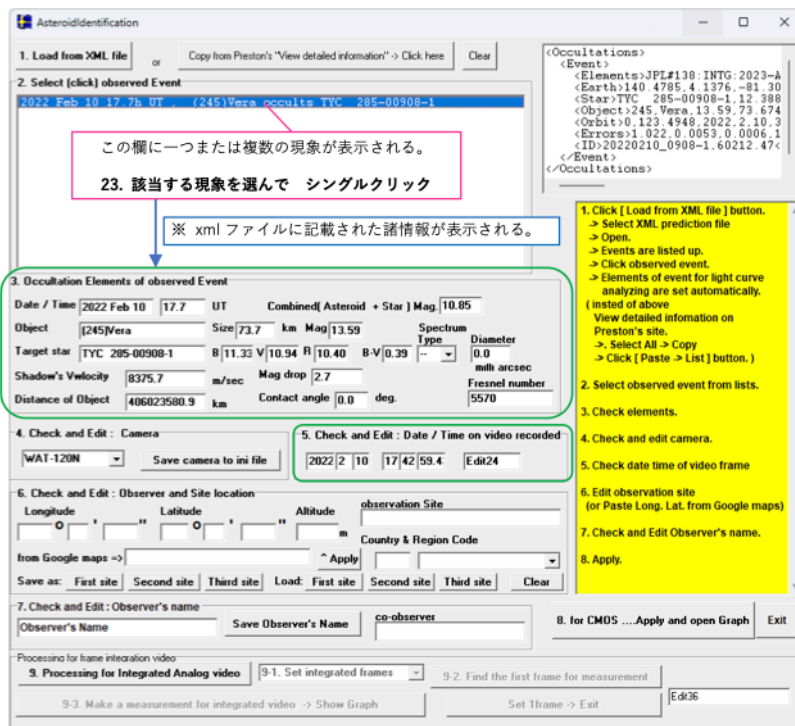 AsteroidIdentification
1. Load from XML file
or
Copy from Preston's "View detailed information" -> Click here
Clear
2. Select (click) observed Event
2022 Feb 10 17.7h UT , (245)Vera occults TYC 285-00908-1
この欄に一つまたは複数の現象が表示される。
23. 該当する現象を選んで シングルクリック
※ xml ファイルに記載された諸情報が表示される。
<Occultations>
<Event>
<Elements>JPL#138:INTG:2023-A
<Earth>140.4785,4.1376,-81.30
<Star>TYC 285-00908-1,12.388
<Object>245,Vera,13.59,73.674
<Orbit>0,123.4948,2022,2,10,3
<Errors>1.022,0.0053,0.0006,1
<ID>20220210_0908-1,60212.47<
</Event>
</Occultations>
1. Click [ Load from XML file ] button.
-> Select XML prediction file
-> Open.
-> Events are listed up.
-> Click observed event.
-> Elements of event for light curve
analyzing are set automatically.
( insted of above
View detailed infomation on
Preston's site.
->. Select All -> Copy
-> Click [ Paste -> List ] button. )
2. Select observed event from lists.
3. Check elements.
4. Check and edit camera.
5. Check date time of video frame
6. Edit observation site
(or Paste Long. Lat. from Google maps)
7. Check and Edit Observer's name.
8. Apply.
3. Occultation Elements of observed Event
Date / Time 2022 Feb 10 17.7 UT Combined( Asteroid + Star ) Mag. 10.85
Object (245)Vera Size 73.7 km Mag 13.59 Spectrum Type Diameter
Target star TYC 285-00908-1 B 11.33 V 10.94 R 10.40 B-V 0.39 -- 0.0
milli arcsec
Shadow's Vwlocity 8375.7 m/sec Mag drop 2.7 Fresnel number
Distance of Object 406023580.9 km Contact angle 0.0 deg. 5570
4. Check and Edit : Camera
WAT-120N Save camera to ini file
5. Check and Edit : Date / Time on video recorded
2022 2 10 17 42 59.4: Edit24
6. Check and Edit : Observer and Site location
Longitude Latitude Altitude observation Site
o ' " o ' " m Country & Region Code
from Google maps => ^ Apply
Save as: First site Second site Third site Load: First site Second site Third site Clear
7. Check and Edit : Observer's name
Observer's Name Save Observer's Name co-observer
8. for CMOS ....Apply and open Graph Exit
Processing for frame integration video
9. Processing for Integrated Analog video 9-1. Set integrated frames 9-2. Find the first frame for measurement
9-3. Make a measurement for integrated video -> Show Graph Set 1frame -> Exit Edit36